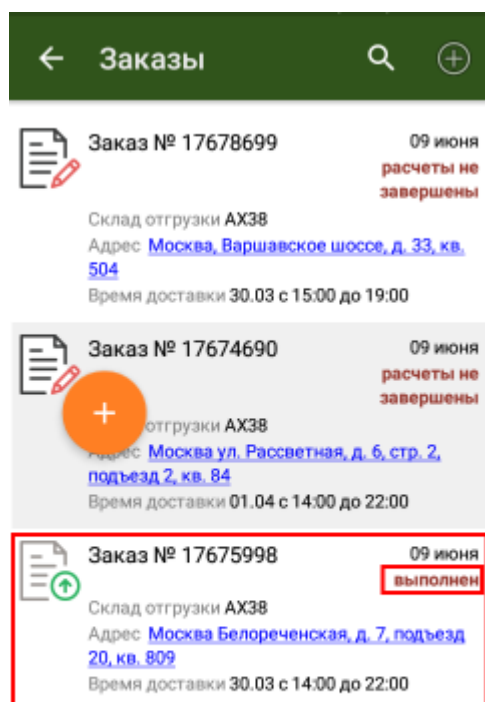 Заказы
Заказ № 17678699
09 июня
расчеты не
завершены
Склад отгрузки АХ38
Адрес Москва, Варшавское шоссе, д. 33, кв.
504
Время доставки 30.03 с 15:00 до 19:00
Заказ № 17674690
09 июня
расчеты не
завершены
отгрузки АХ38
Москва ул. Рассветная, д. 6, стр. 2,
подъезд 2, кв. 84
Время доставки 01.04 с 14:00 до 22:00
Заказ № 17675998
09 июня
выполнен
Склад отгрузки АХ38
Адрес Москва Белореченская, д. 7, подъезд
20, кв. 809
Время доставки 30.03 с 14:00 до 22:00